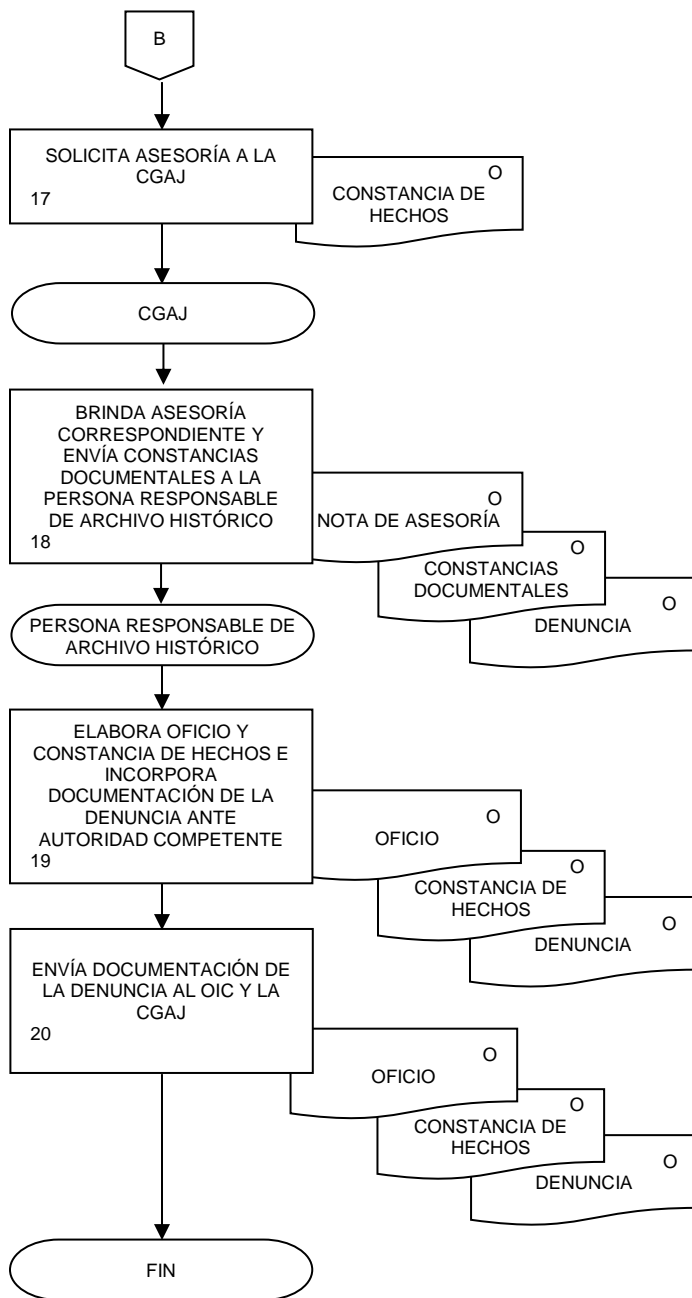 B
SOLICITA ASESORÍA A LA
CGAJ
17
O
CONSTANCIA DE
HECHOS
CGAJ
BRINDA ASESORÍA
CORRESPONDIENTE Y
ENVÍA CONSTANCIAS
DOCUMENTALES A LA
PERSONA RESPONSABLE
DE ARCHIVO HISTÓRICO
18
O
NOTA DE ASESORÍA
O
CONSTANCIAS
DOCUMENTALES
O
DENUNCIA
PERSONA RESPONSABLE DE
ARCHIVO HISTÓRICO
ELABORA OFICIO Y
CONSTANCIA DE HECHOS E
INCORPORA
DOCUMENTACIÓN DE LA
DENUNCIA ANTE
AUTORIDAD COMPETENTE
19
O
OFICIO
O
CONSTANCIA DE
HECHOS
O
DENUNCIA
ENVÍA DOCUMENTACIÓN DE
LA DENUNCIA AL OIC Y LA
CGAJ
20
O
OFICIO
O
CONSTANCIA DE
HECHOS
O
DENUNCIA
FIN